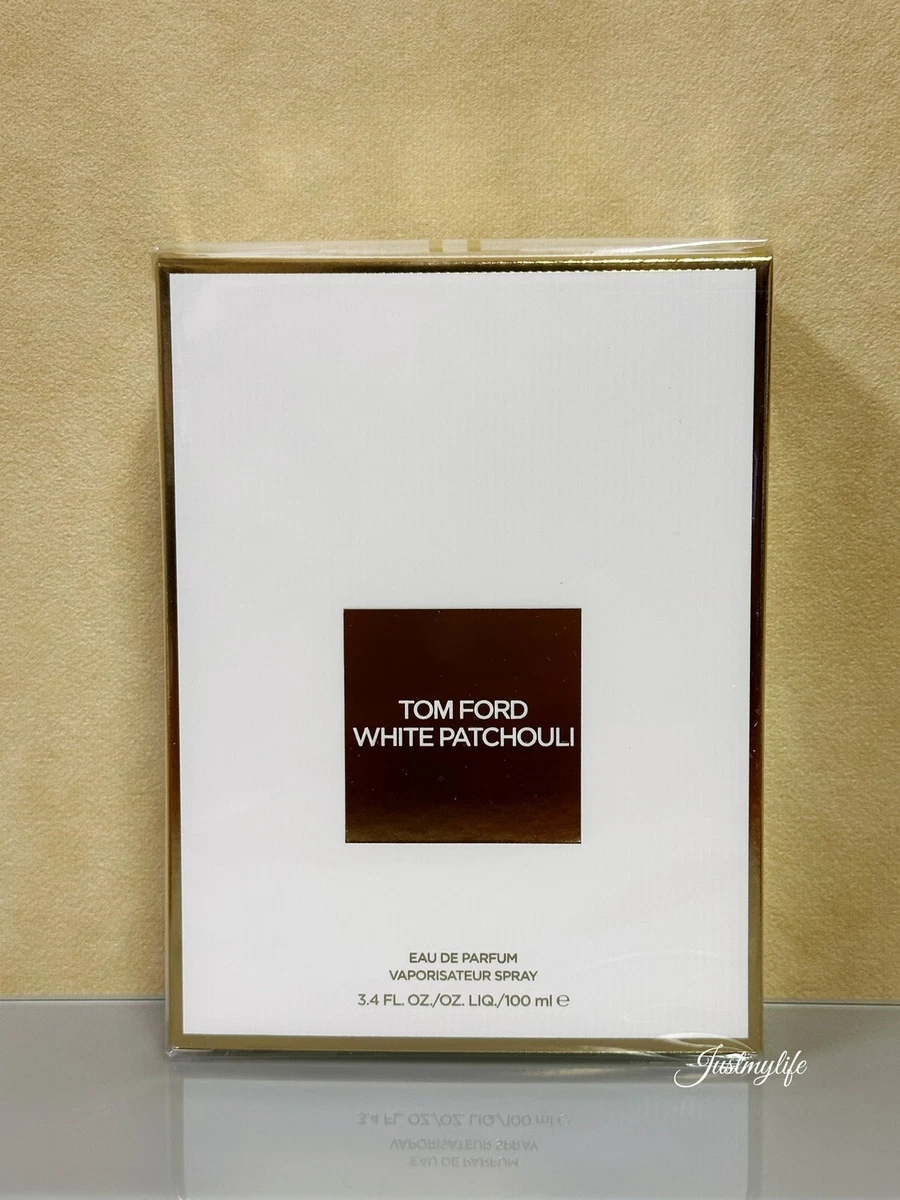 TOM FORD
WHITE PATCHOULI
EAU DE PARFUM
VAPORISATEUR SPRAY
3.4 FL. OZ./OZ. LIQ./100 ml ℮
Justmylife